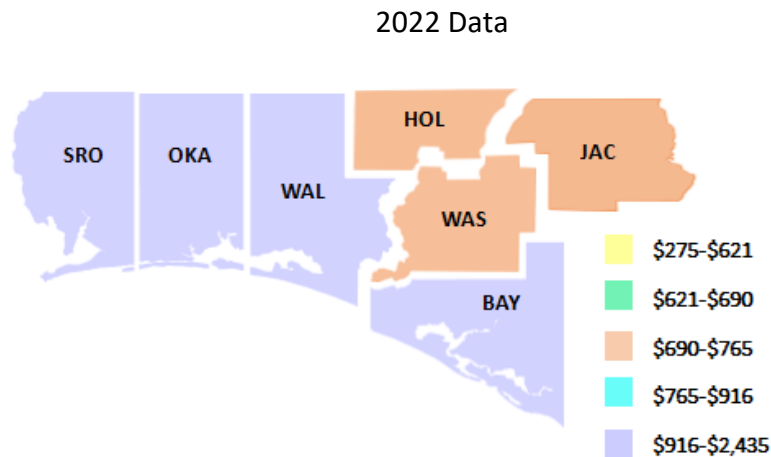 2022 Data
HOL
SRO
OKA
JAC
WAL
WAS
BAY
$275-$621
$621-$690
$690-$765
$765-$916
$916-$2,435